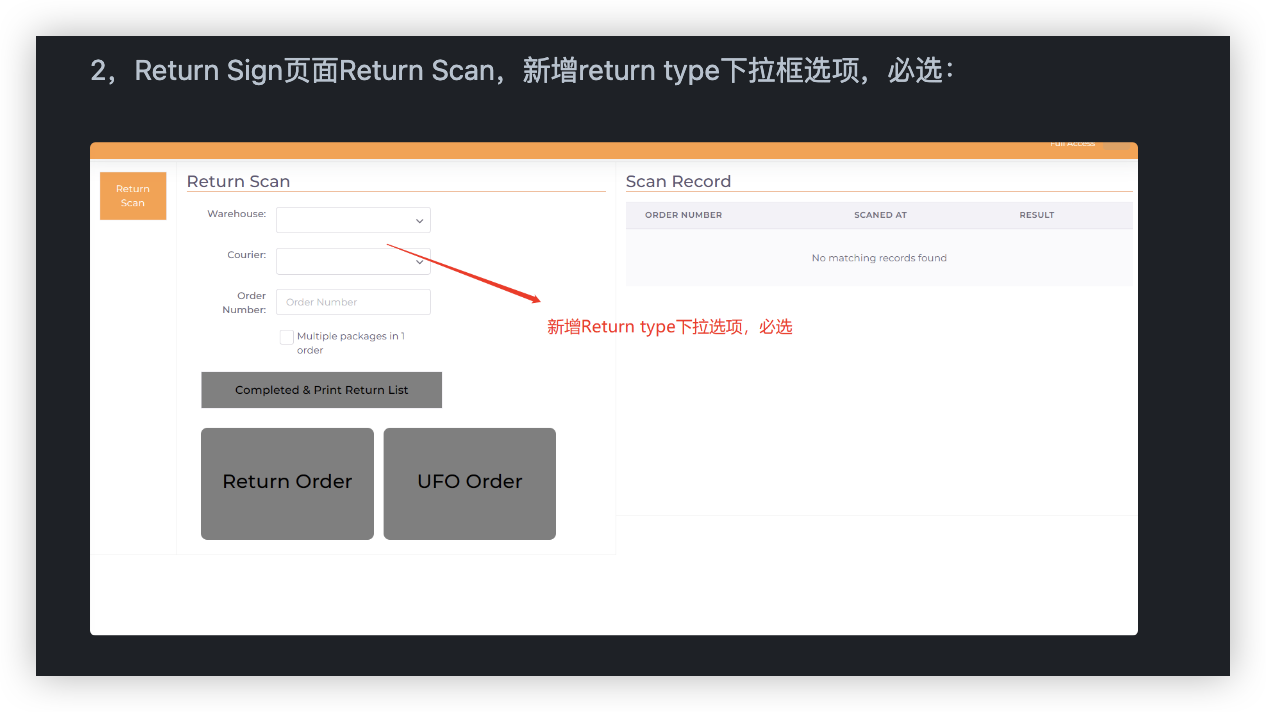 2，Return Sign页面Return Scan，新增return type下拉框选项，必选：
Full Access
Return
Scan
Return Scan
Warehouse:
Courier:
Order
Number:
Order Number
Multiple packages in 1
order
Completed & Print Return List
Return Order
UFO Order
新增Return type下拉选项，必选
Scan Record
ORDER NUMBER
SCANED AT
RESULT
No matching records found